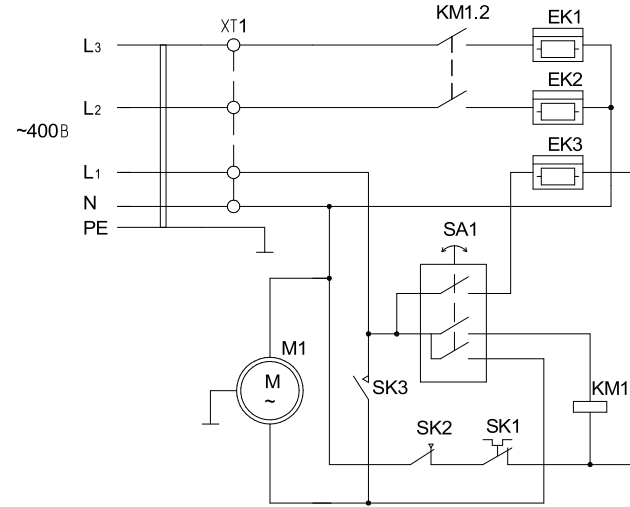 KM1.2
EK1
XT1
L3
EK2
L2
~400В
EK3
L1
N
PE
SA1
M1
M
~
SK3
KM1
SK2
SK1